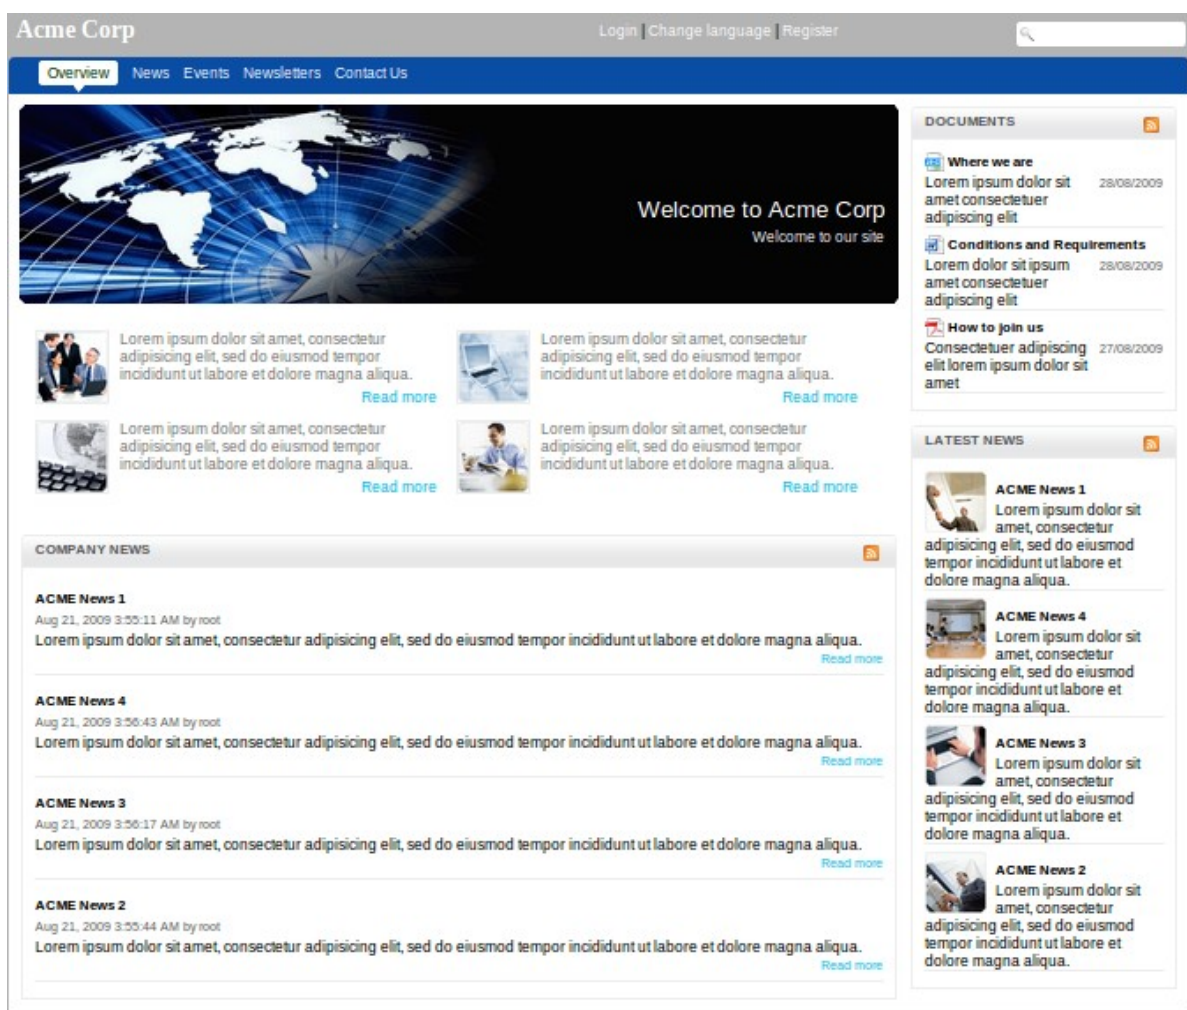 Acme Corp
Login | Change language | Register
Overview News Events Newsletters Contact Us
Welcome to Acme Corp
Welcome to our site
Lorem ipsum dolor sit amet, consectetur
adipisicing elit, sed do eiusmod tempor
incididunt ut labore et dolore magna aliqua.
Read more
Lorem ipsum dolor sit amet, consectetur
adipisicing elit, sed do eiusmod tempor
incididunt ut labore et dolore magna aliqua.
Read more
Lorem ipsum dolor sit amet, consectetur
adipisicing elit, sed do eiusmod tempor
incididunt ut labore et dolore magna aliqua.
Read more
Lorem ipsum dolor sit amet, consectetur
adipisicing elit, sed do eiusmod tempor
incididunt ut labore et dolore magna aliqua.
Read more
COMPANY NEWS
ACME News 1
Aug 21, 2009 3:55:11 AM by root
Lorem ipsum dolor sit amet, consectetur adipisicing elit, sed do eiusmod tempor incididunt ut labore et dolore magna aliqua.
Read more
ACME News 4
Aug 21, 2009 3:56:43 AM by root
Lorem ipsum dolor sit amet, consectetur adipisicing elit, sed do eiusmod tempor incididunt ut labore et dolore magna aliqua.
Read more
ACME News 3
Aug 21, 2009 3:56:17 AM by root
Lorem ipsum dolor sit amet, consectetur adipisicing elit, sed do eiusmod tempor incididunt ut labore et dolore magna aliqua.
Read more
ACME News 2
Aug 21, 2009 3:55:44 AM by root
Lorem ipsum dolor sit amet, consectetur adipisicing elit, sed do eiusmod tempor incididunt ut labore et dolore magna aliqua.
Read more
DOCUMENTS
Where we are
Lorem ipsum dolor sit 28/08/2009
amet consectetuer
adipiscing elit
Conditions and Requirements
Lorem dolor sit ipsum 28/08/2009
amet consectetuer
adipiscing elit
How to join us
Consectetuer adipiscing 27/08/2009
elit lorem ipsum dolor sit
amet
LATEST NEWS
ACME News 1
Lorem ipsum dolor sit
amet, consectetur
adipisicing elit, sed do eiusmod
tempor incididunt ut labore et
dolore magna aliqua.
ACME News 4
Lorem ipsum dolor sit
amet, consectetur
adipisicing elit, sed do eiusmod
tempor incididunt ut labore et
dolore magna aliqua.
ACME News 3
Lorem ipsum dolor sit
amet, consectetur
adipisicing elit, sed do eiusmod
tempor incididunt ut labore et
dolore magna aliqua.
ACME News 2
Lorem ipsum dolor sit
amet, consectetur
adipisicing elit, sed do eiusmod
tempor incididunt ut labore et
dolore magna aliqua.